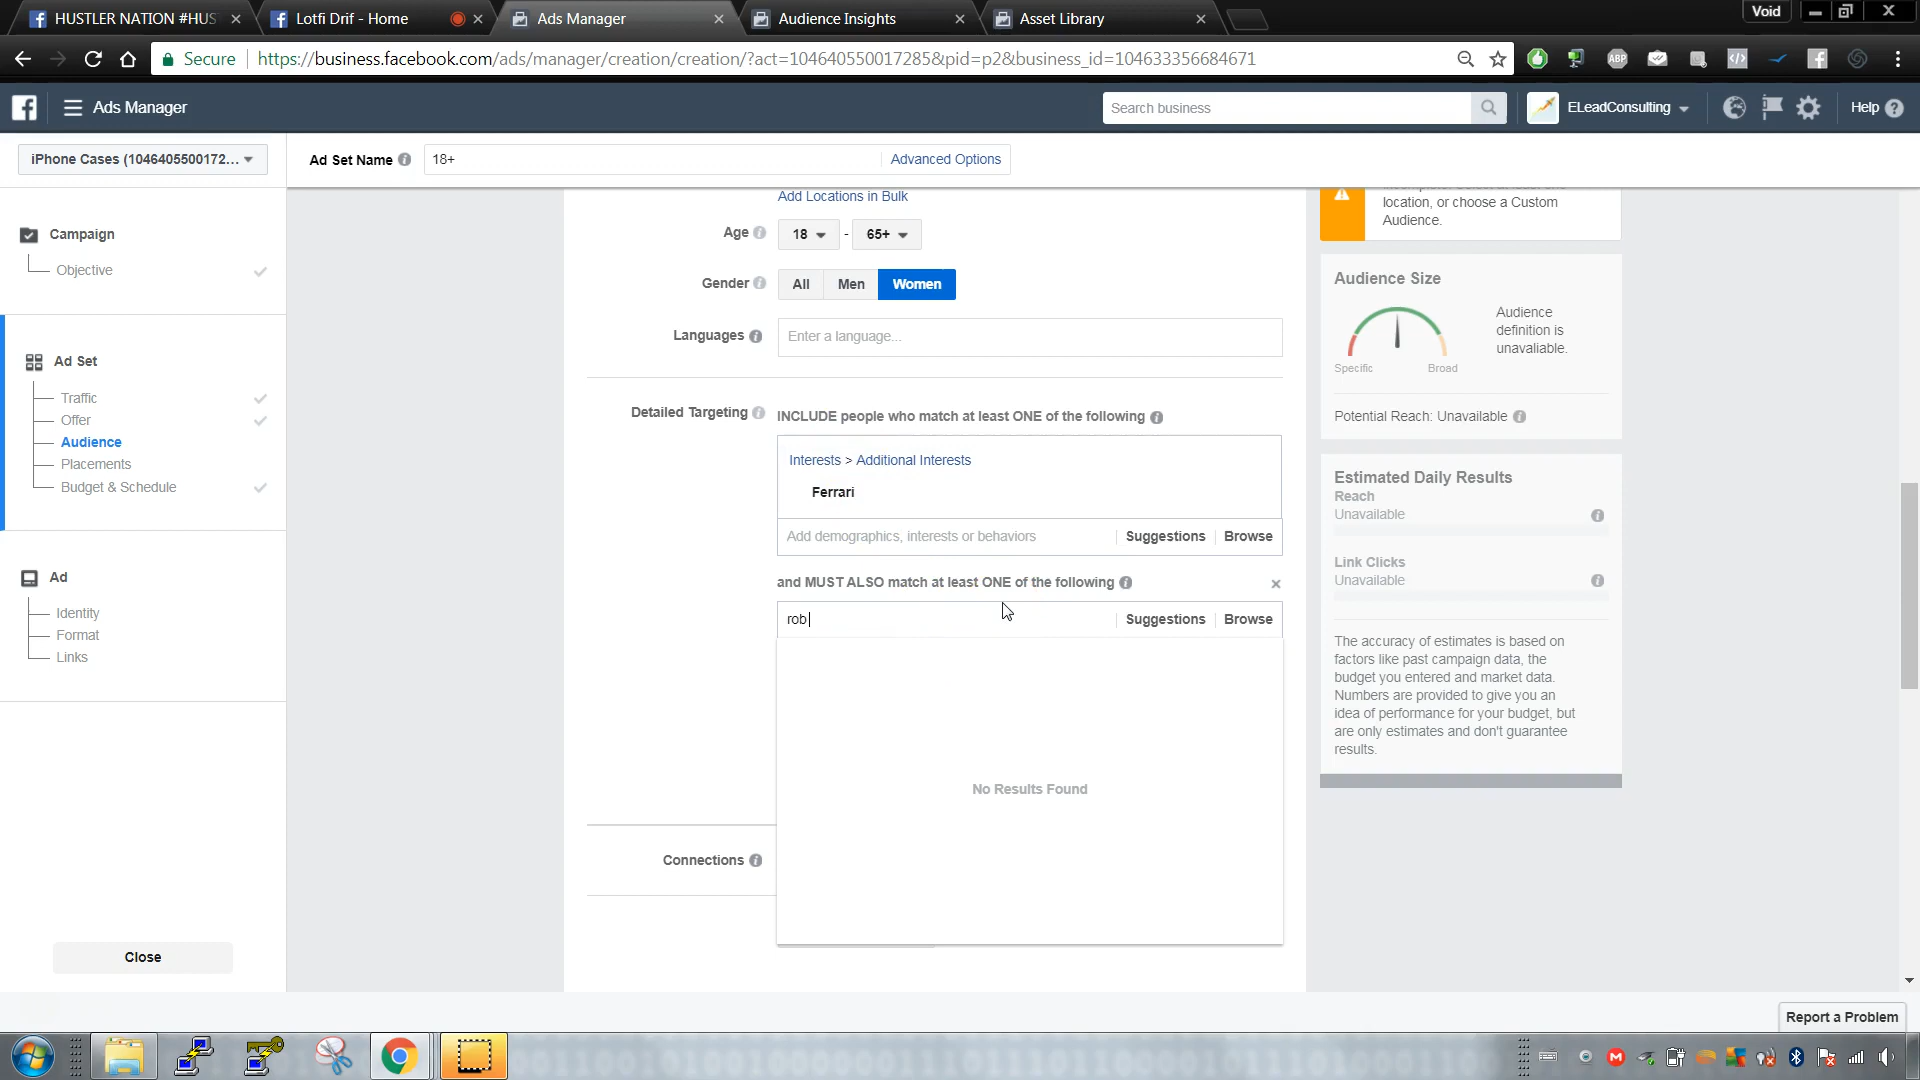 HUSTLER NATION #HUS
Lotfi Drif - Home
Ads Manager
Audience Insights
Asset Library
Void
Secure
https://business.facebook.com/ads/manager/creation/creation/?act=104640550017285&pid=p2&business_id=104633356684671
ABP
Ads Manager
Search business
ELeadConsulting
Help
iPhone Cases (1046405500172...
Ad Set Name
18+
Advanced Options
Campaign
Objective
Ad Set
Traffic
Offer
Audience
Placements
Budget & Schedule
Ad
Identity
Format
Links
Close
Add Locations in Bulk
Age
18
-
65+
Gender
All
Men
Women
Languages
Enter a language...
Detailed Targeting
INCLUDE people who match at least ONE of the following
Interests > Additional Interests
Ferrari
Add demographics, interests or behaviors
Suggestions
Browse
and MUST ALSO match at least ONE of the following
rob
Suggestions
Browse
No Results Found
Connections
location, or choose a Custom
Audience.
Audience Size
Specific
Broad
Audience
definition is
unavaliable.
Potential Reach: Unavailable
Estimated Daily Results
Reach
Unavailable
Link Clicks
Unavailable
The accuracy of estimates is based on
factors like past campaign data, the
budget you entered and market data.
Numbers are provided to give you an
idea of performance for your budget, but
are only estimates and don't guarantee
results.
Report a Problem